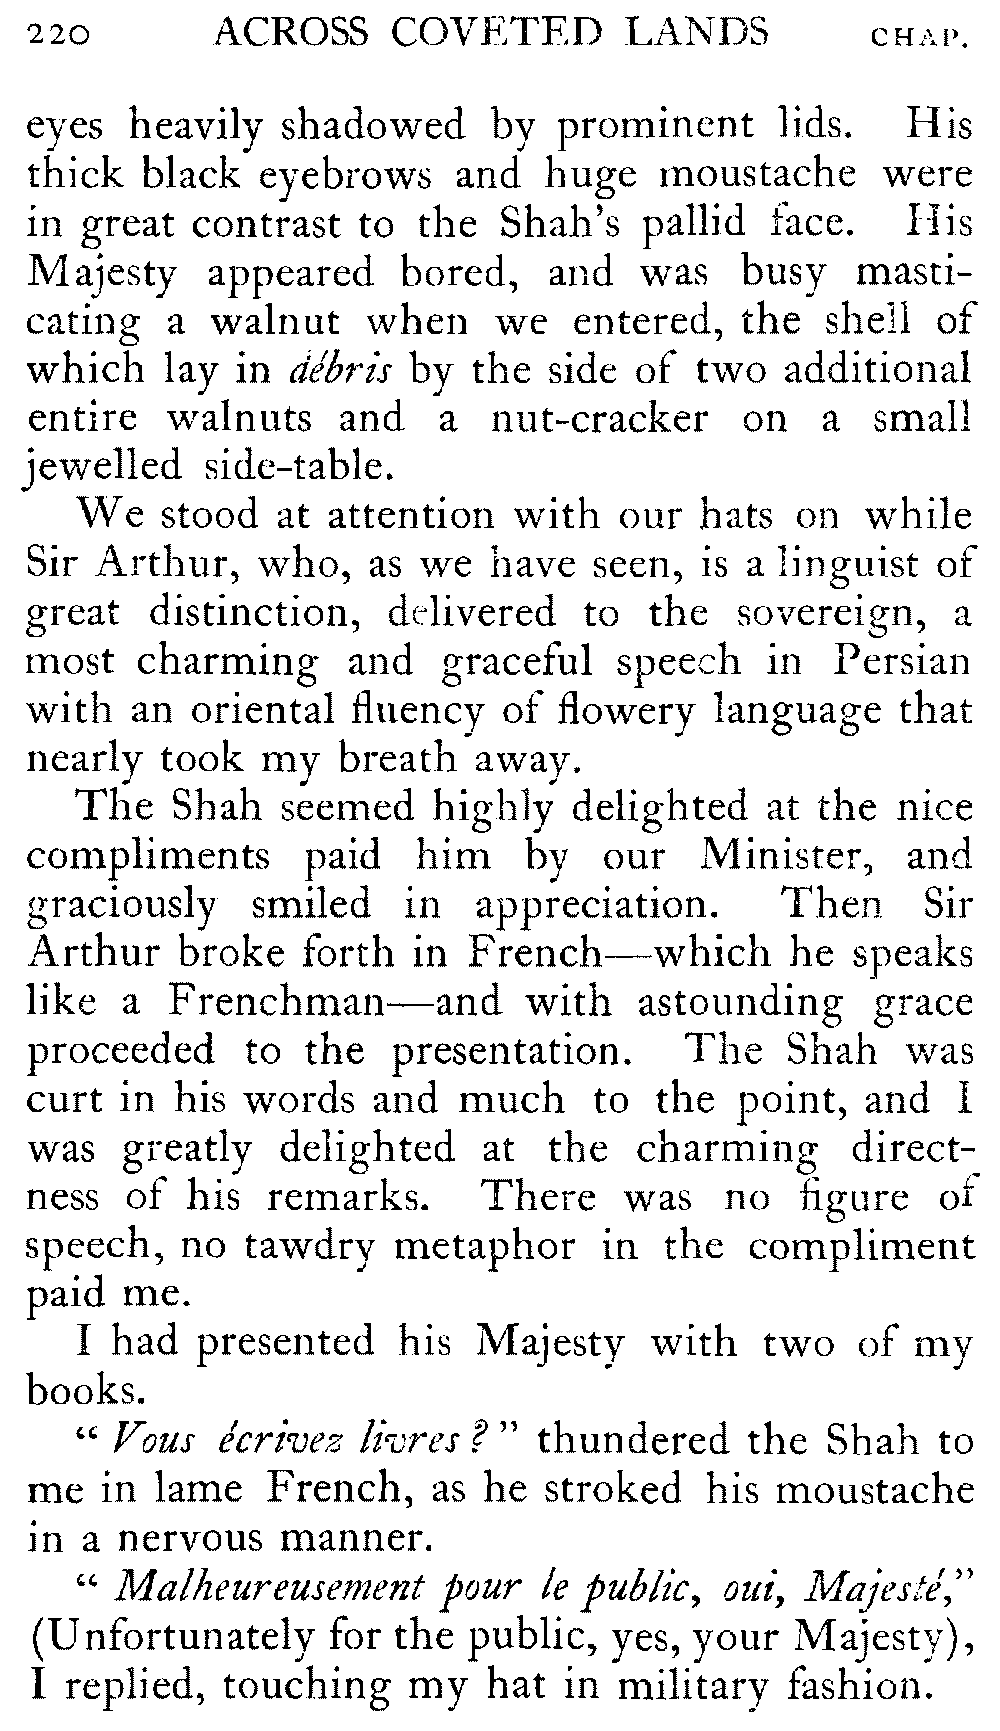 220 ACROSS COVETED LANDS CHAP.
eyes heavily shadowed by prominent lids. His
thick black eyebrows and huge moustache were
in great contrast to the Shah's pallid face. His
Majesty appeared bored, and was busy masti-
cating a walnut when we entered, the shell of
which lay in débris by the side of two additional
entire walnuts and a nut-cracker on a small
jewelled side-table.
We stood at attention with our hats on while
Sir Arthur, who, as we have seen, is a linguist of
great distinction, delivered to the sovereign, a
most charming and graceful speech in Persian
with an oriental fluency of flowery language that
nearly took my breath away.
The Shah seemed highly delighted at the nice
compliments paid him by our Minister, and
graciously smiled in appreciation. Then Sir
Arthur broke forth in French—which he speaks
like a Frenchman—and with astounding grace
proceeded to the presentation. The Shah was
curt in his words and much to the point, and I
was greatly delighted at the charming direct-
ness of his remarks. There was no figure of
speech, no tawdry metaphor in the compliment
paid me.
I had presented his Majesty with two of my
books.
"Vous écrivez livres?" thundered the Shah to
me in lame French, as he stroked his moustache
in a nervous manner.
"Malheureusement pour le public, oui, Majesté,"
(Unfortunately for the public, yes, your Majesty),
I replied, touching my hat in military fashion.